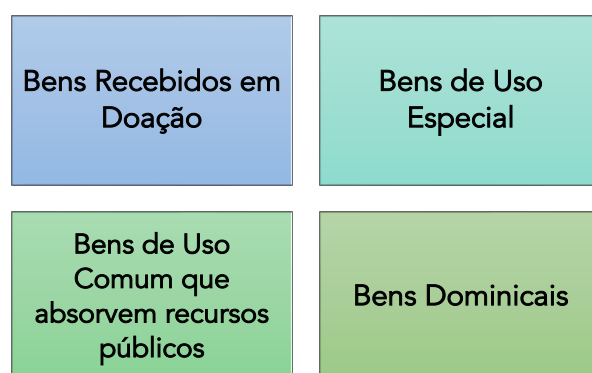 Bens Recebidos em
Doação
Bens de Uso
Especial
Bens de Uso
Comum que
absorvem recursos
públicos
Bens Dominicais